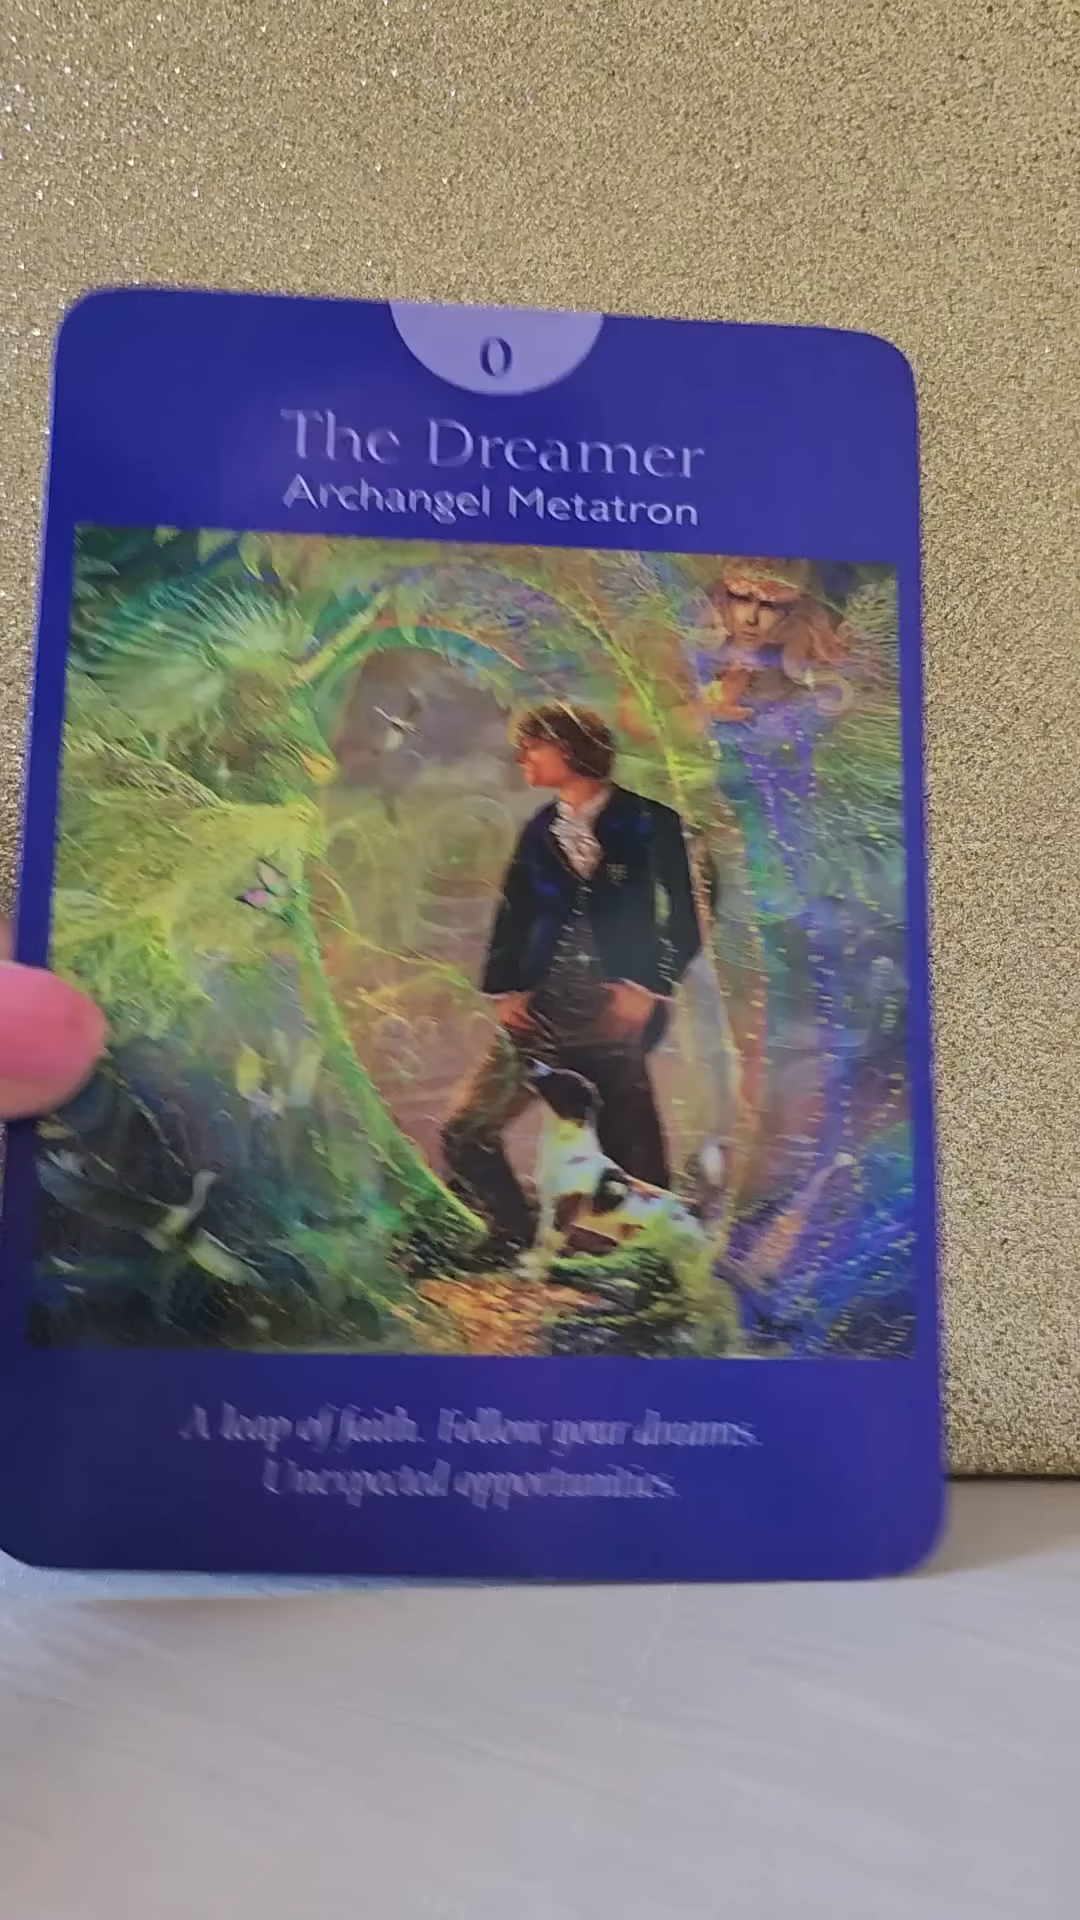 0
The Dreamer
Archangel Metatron
A leap of faith. Follow your dreams.
Unexpected opportunities.